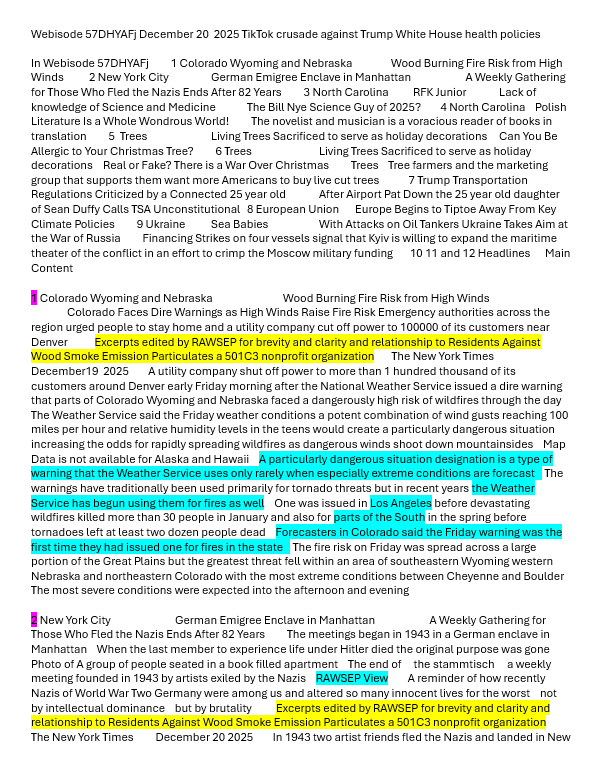 Webisode 57DHYAFj December 20 2025 TikTok crusade against Trump White House health policies
In Webisode 57DHYAFj 1 Colorado Wyoming and Nebraska Wood Burning Fire Risk from High
Winds 2 New York City German Emigree Enclave in Manhattan A Weekly Gathering
for Those Who Fled the Nazis Ends After 82 Years 3 North Carolina RFK Junior Lack of
knowledge of Science and Medicine The Bill Nye Science Guy of 2025? 4 North Carolina Polish
Literature Is a Whole Wondrous World! The novelist and musician is a voracious reader of books in
translation 5 Trees Living Trees Sacrificed to serve as holiday decorations Can You Be
Allergic to Your Christmas Tree? 6 Trees Living Trees Sacrificed to serve as holiday
decorations Real or Fake? There is a War Over Christmas Trees Tree farmers and the marketing
group that supports them want more Americans to buy live cut trees 7 Trump Transportation
Regulations Criticized by a Connected 25 year old After Airport Pat Down the 25 year old daughter
of Sean Duffy Calls TSA Unconstitutional 8 European Union Europe Begins to Tiptoe Away From Key
Climate Policies 9 Ukraine Sea Babies With Attacks on Oil Tankers Ukraine Takes Aim at
the War of Russia Financing Strikes on four vessels signal that Kyiv is willing to expand the maritime
theater of the conflict in an effort to crimp the Moscow military funding 10 11 and 12 Headlines Main
Content
1 Colorado Wyoming and Nebraska Wood Burning Fire Risk from High Winds
Colorado Faces Dire Warnings as High Winds Raise Fire Risk Emergency authorities across the
region urged people to stay home and a utility company cut off power to 100000 of its customers near
Denver Excerpts edited by RAWSEP for brevity and clarity and relationship to Residents Against
Wood Smoke Emission Particulates a 501C3 nonprofit organization The New York Times
December19 2025 A utility company shut off power to more than 1 hundred thousand of its
customers around Denver early Friday morning after the National Weather Service issued a dire warning
that parts of Colorado Wyoming and Nebraska faced a dangerously high risk of wildfires through the day
The Weather Service said the Friday weather conditions a potent combination of wind gusts reaching 100
miles per hour and relative humidity levels in the teens would create a particularly dangerous situation
increasing the odds for rapidly spreading wildfires as dangerous winds shoot down mountainsides Map
Data is not available for Alaska and Hawaii A particularly dangerous situation designation is a type of
warning that the Weather Service uses only rarely when especially extreme conditions are forecast The
warnings have traditionally been used primarily for tornado threats but in recent years the Weather
Service has begun using them for fires as well One was issued in Los Angeles before devastating
wildfires killed more than 30 people in January and also for parts of the South in the spring before
tornadoes left at least two dozen people dead Forecasters in Colorado said the Friday warning was the
first time they had issued one for fires in the state The fire risk on Friday was spread across a large
portion of the Great Plains but the greatest threat fell within an area of southeastern Wyoming western
Nebraska and northeastern Colorado with the most extreme conditions between Cheyenne and Boulder
The most severe conditions were expected into the afternoon and evening
2 New York City German Emigree Enclave in Manhattan A Weekly Gathering for
Those Who Fled the Nazis Ends After 82 Years The meetings began in 1943 in a German enclave in
Manhattan When the last member to experience life under Hitler died the original purpose was gone
Photo of A group of people seated in a book filled apartment The end of the stammtisch a weekly
meeting founded in 1943 by artists exiled by the Nazis RAWSEP View A reminder of how recently
Nazis of World War Two Germany were among us and altered so many innocent lives for the worst not
by intellectual dominance but by brutality Excerpts edited by RAWSEP for brevity and clarity and
relationship to Residents Against Wood Smoke Emission Particulates a 501C3 nonprofit organization
The New York Times December 20 2025 In 1943 two artist friends fled the Nazis and landed in New